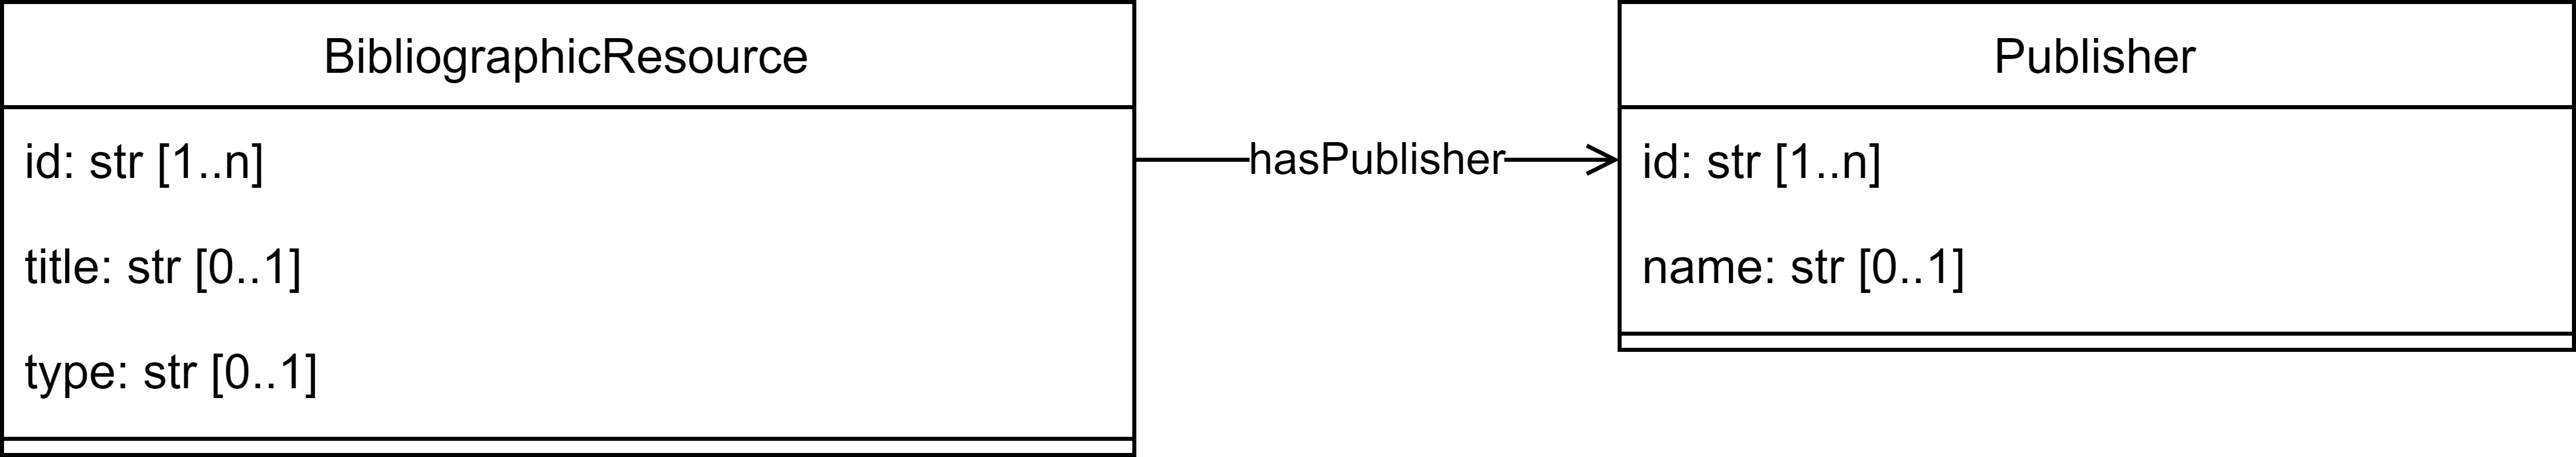 BibliographicResource
id: str [1..n]
title: str [0..1]
type: str [0..1]
hasPublisher
Publisher
id: str [1..n]
name: str [0..1]